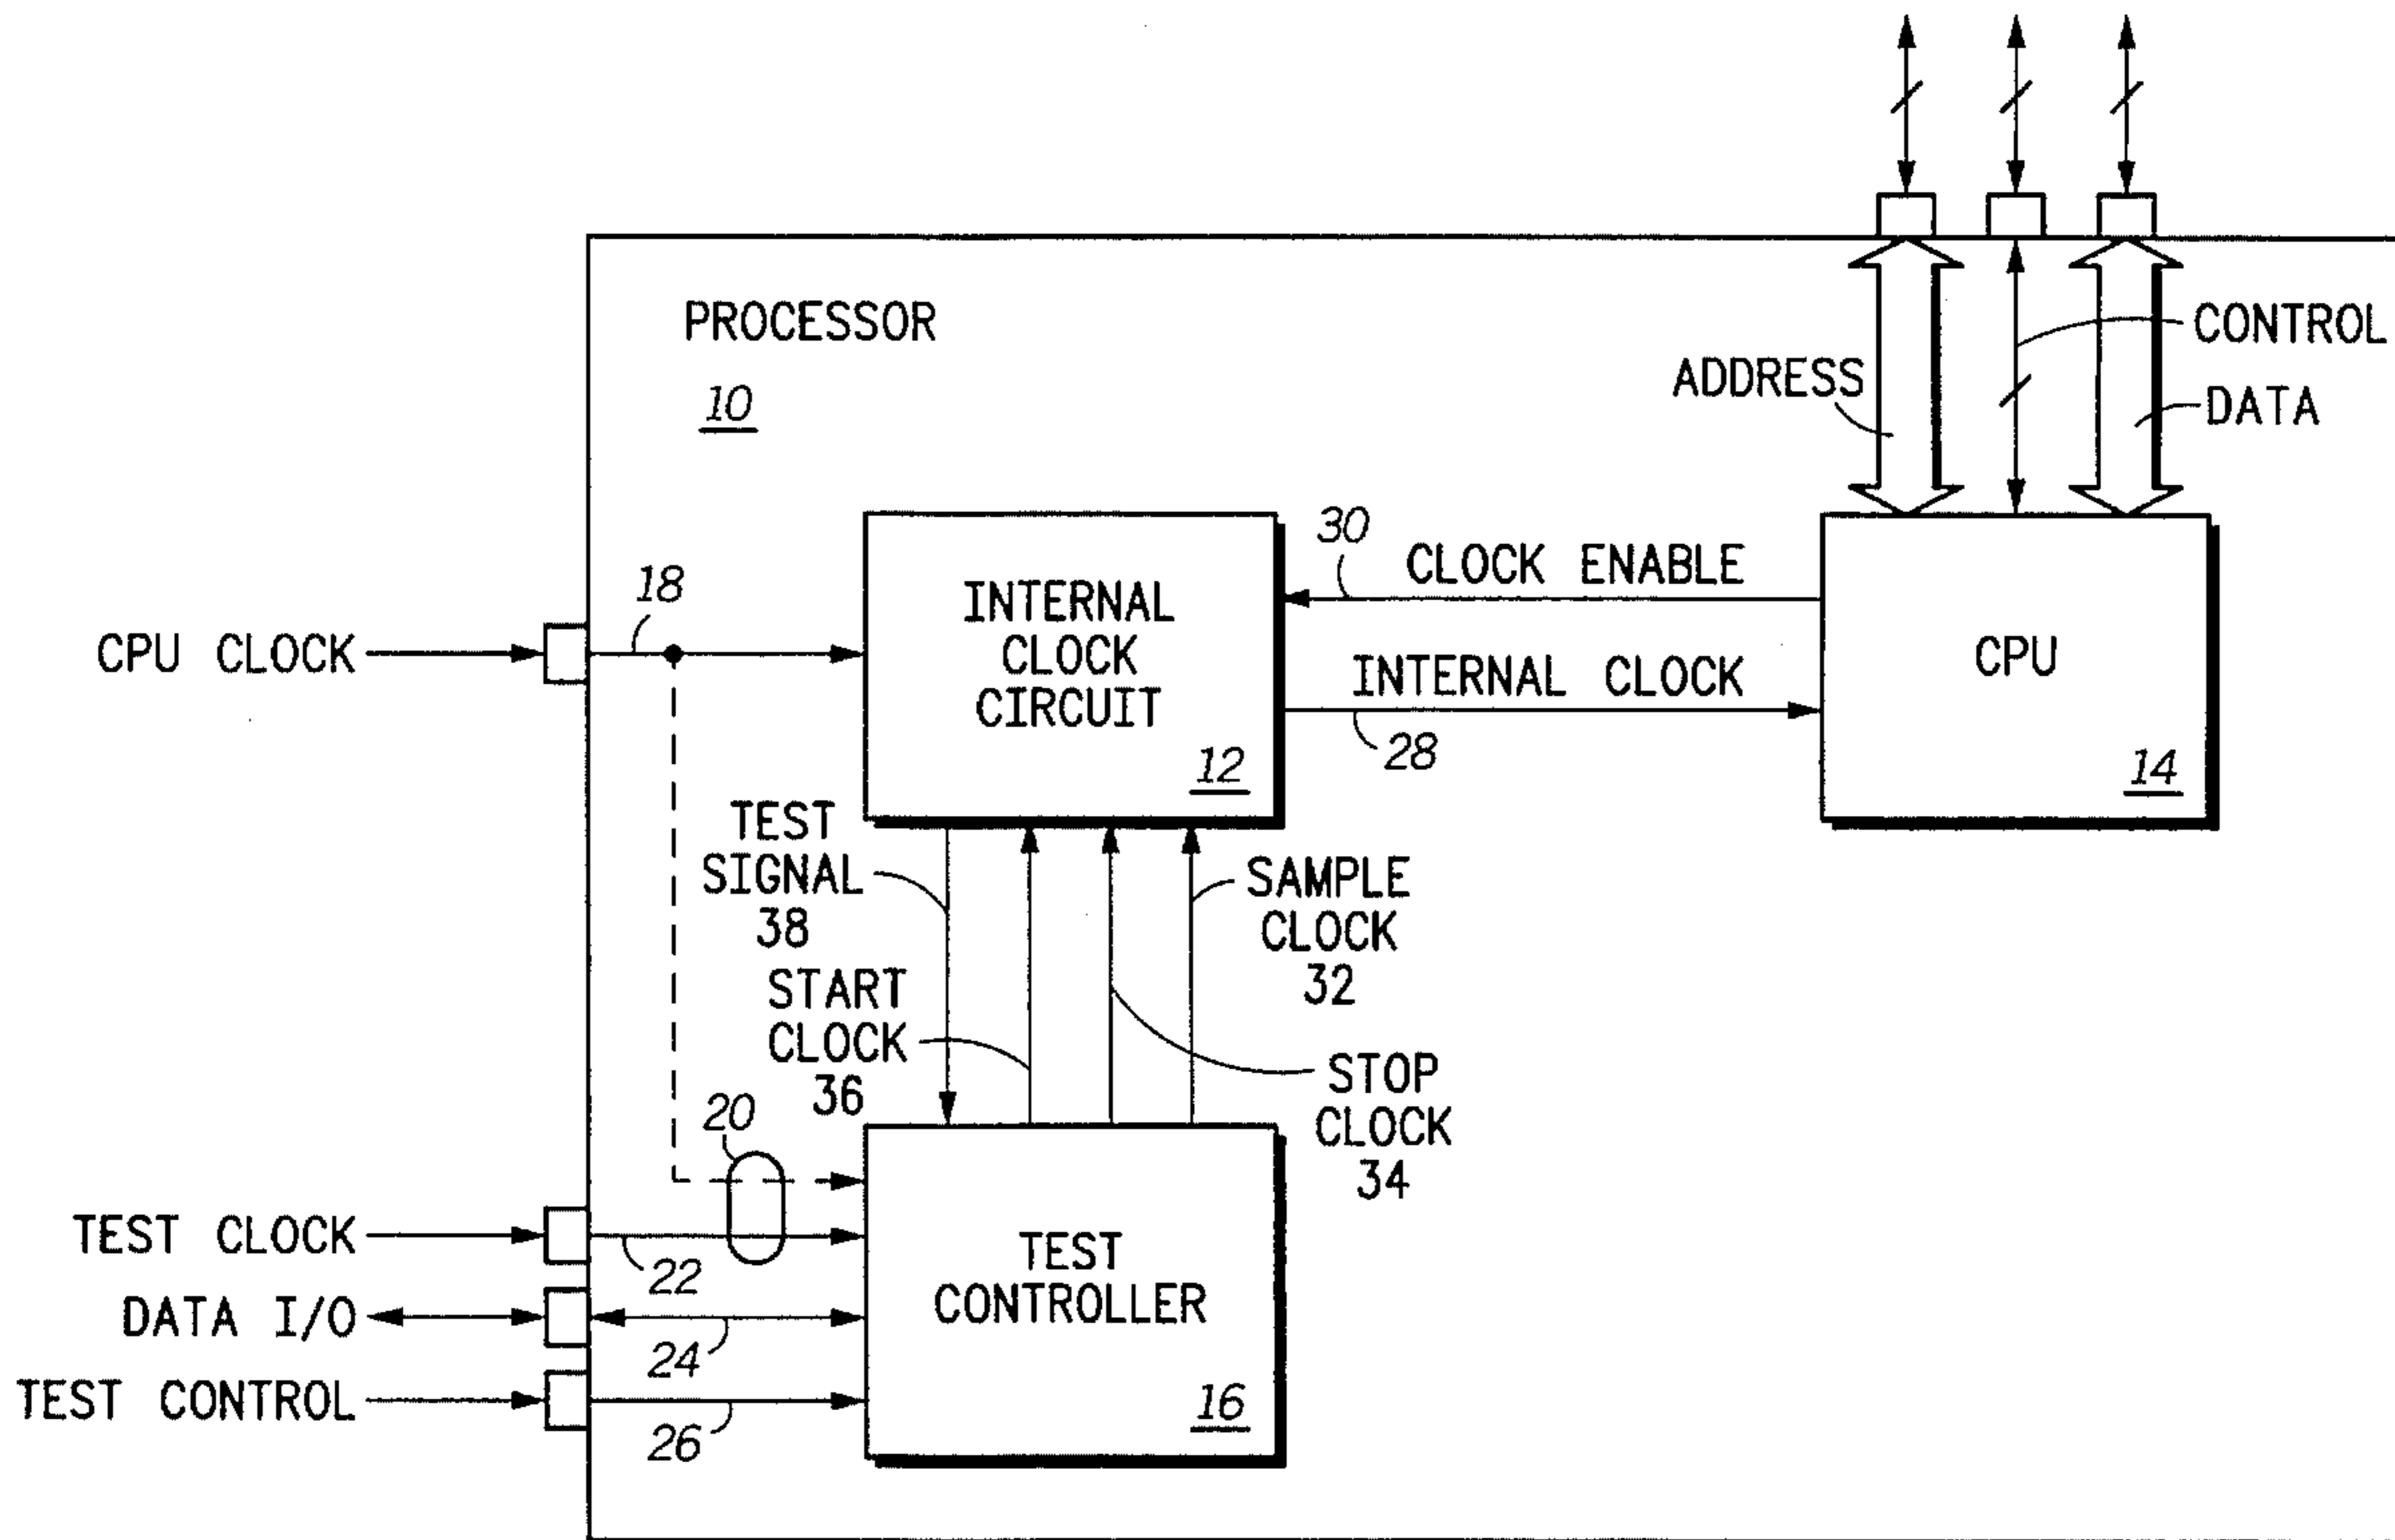 PROCESSOR
10
ADDRESS
CONTROL
DATA
CPU CLOCK
18
INTERNAL
CLOCK
CIRCUIT
12
30
CLOCK ENABLE
INTERNAL CLOCK
28
CPU
14
TEST
SIGNAL
38
START
CLOCK
36
SAMPLE
CLOCK
32
STOP
CLOCK
34
20
TEST CLOCK
22
DATA I/O
24
TEST CONTROL
26
TEST
CONTROLLER
16